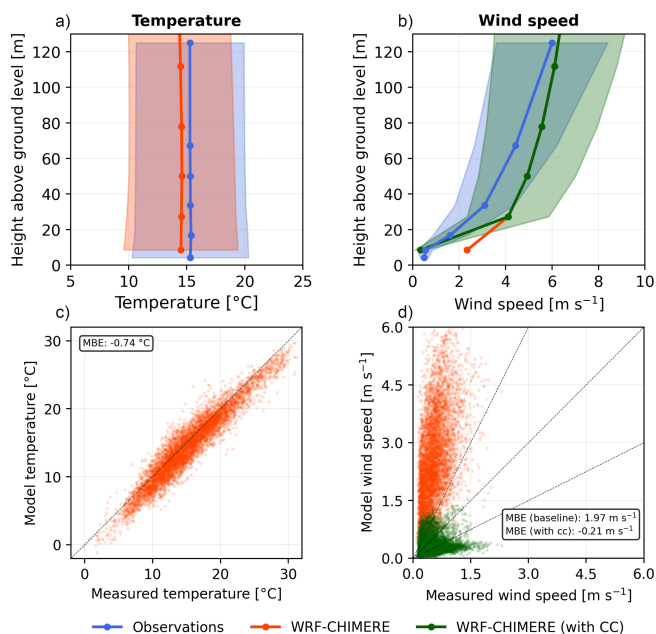 a)
Temperature
Height above ground level [m]
0
20
40
60
80
100
120
5
10
15
20
25
Temperature [°C]
b)
Wind speed
Height above ground level [m]
0
20
40
60
80
100
120
0
2
4
6
8
10
Wind speed [m s⁻¹]
c)
MBE: -0.74 °C
Model temperature [°C]
0
10
20
30
0
10
20
30
Measured temperature [°C]
d)
Model wind speed [m s⁻¹]
0.0
1.5
3.0
4.5
6.0
MBE (baseline): 1.97 m s⁻¹
MBE (with cc): -0.21 m s⁻¹
0.0
1.5
3.0
4.5
6.0
Measured wind speed [m s⁻¹]
Observations
WRF-CHIMERE
WRF-CHIMERE (with CC)